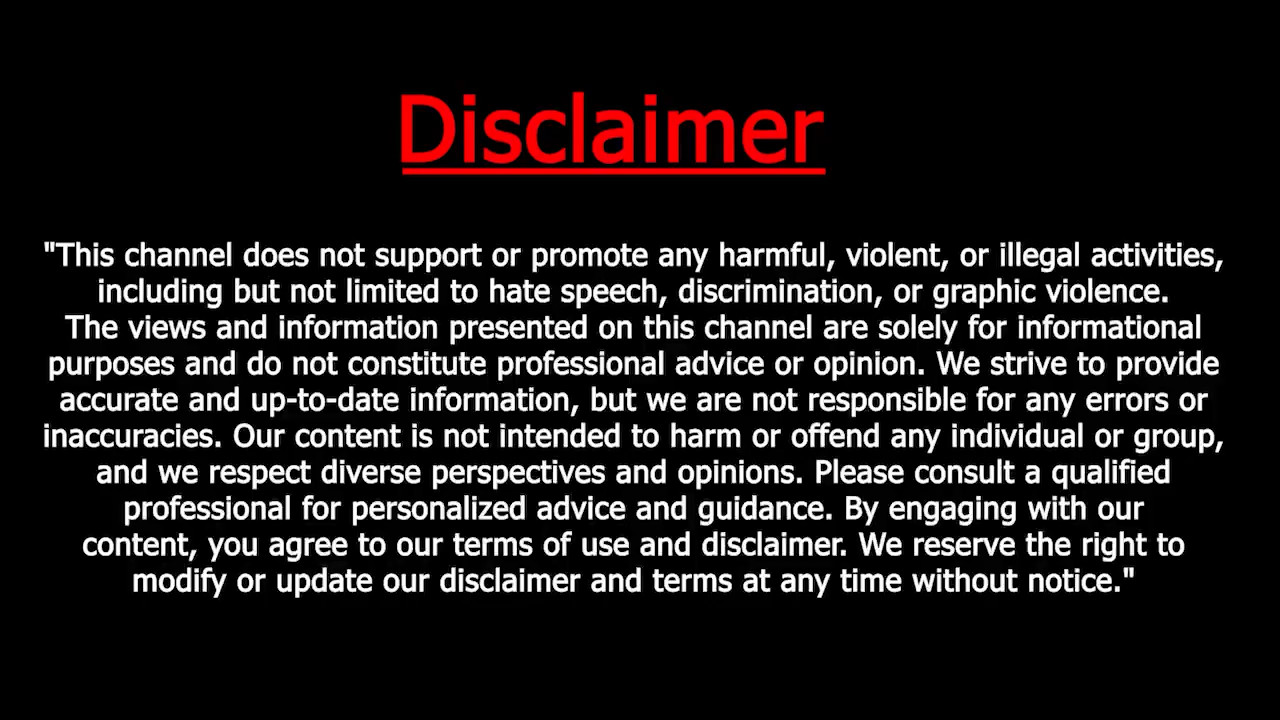 Disclaimer
"This channel does not support or promote any harmful, violent, or illegal activities,
including but not limited to hate speech, discrimination, or graphic violence.
The views and information presented on this channel are solely for informational
purposes and do not constitute professional advice or opinion. We strive to provide
accurate and up-to-date information, but we are not responsible for any errors or
inaccuracies. Our content is not intended to harm or offend any individual or group,
and we respect diverse perspectives and opinions. Please consult a qualified
professional for personalized advice and guidance. By engaging with our
content, you agree to our terms of use and disclaimer. We reserve the right to
modify or update our disclaimer and terms at any time without notice."